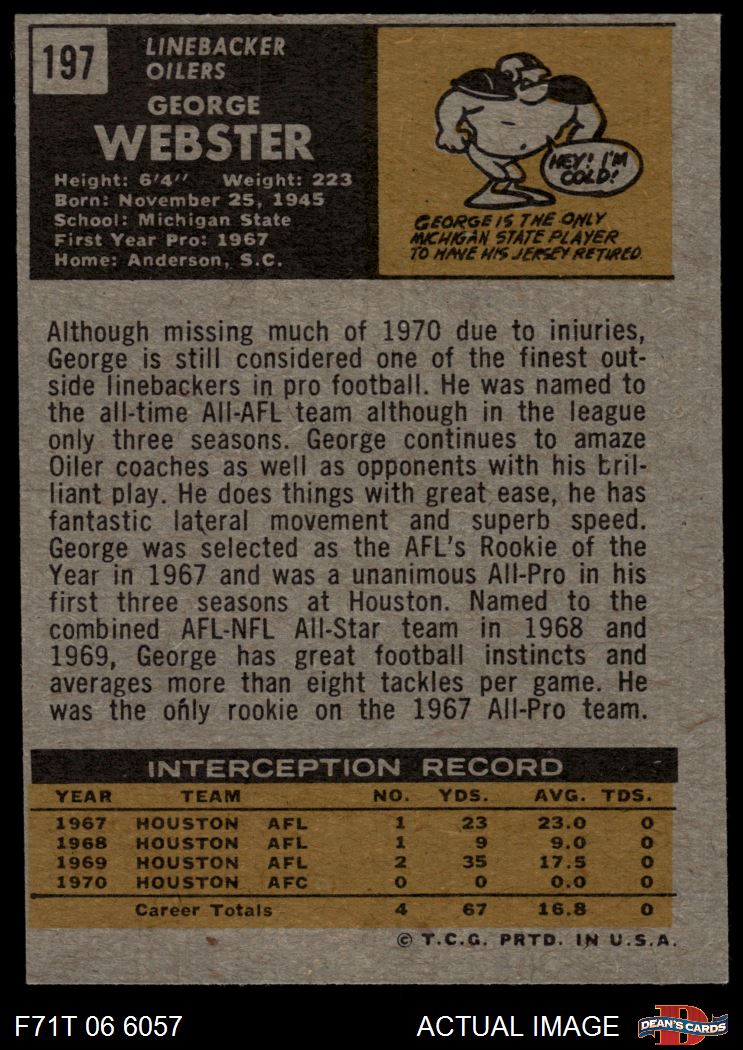 197
LINEBACKER
OILERS
GEORGE
WEBSTER
Height: 6'4" Weight: 223
Born: November 25, 1945
School: Michigan State
First Year Pro: 1967
Home: Anderson, S.C.
HEY! I'M
COLD!
GEORGE IS THE ONLY
MICHIGAN STATE PLAYER
TO HAVE HIS JERSEY RETIRED.
Although missing much of 1970 due to iniuries,
George is still considered one of the finest out-
side linebackers in pro football. He was named to
the all-time All-AFL team although in the league
only three seasons. George continues to amaze
Oiler coaches as well as opponents with his bril-
liant play. He does things with great ease, he has
fantastic lateral movement and superb speed.
George was selected as the AFL's Rookie of the
Year in 1967 and was a unanimous All-Pro in his
first three seasons at Houston. Named to the
combined AFL-NFL All-Star team in 1968 and
1969, George has great football instincts and
averages more than eight tackles per game. He
was the only rookie on the 1967 All-Pro team.
INTERCEPTION RECORD
YEAR TEAM NO. YDS. AVG. TDS.
1967 HOUSTON AFL 1 23 23.0 0
1968 HOUSTON AFL 1 9 9.0 0
1969 HOUSTON AFL 2 35 17.5 0
1970 HOUSTON AFC 0 0 0.0 0
Career Totals 4 67 16.8 0
© T.C.G. PRTD. IN U.S.A.
F71T 06 6057 ACTUAL IMAGE
D
DEAN'S CARDS